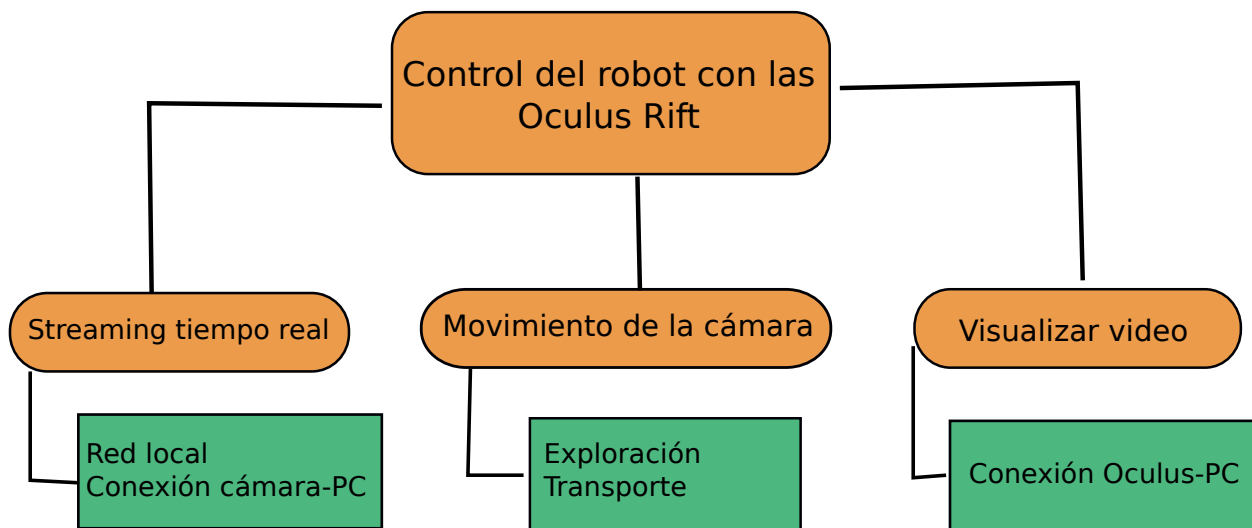 Control del robot con las
Oculus Rift
Streaming tiempo real
Movimiento de la cámara
Visualizar video
Red local
Conexión cámara-PC
Exploración
Transporte
Conexión Oculus-PC